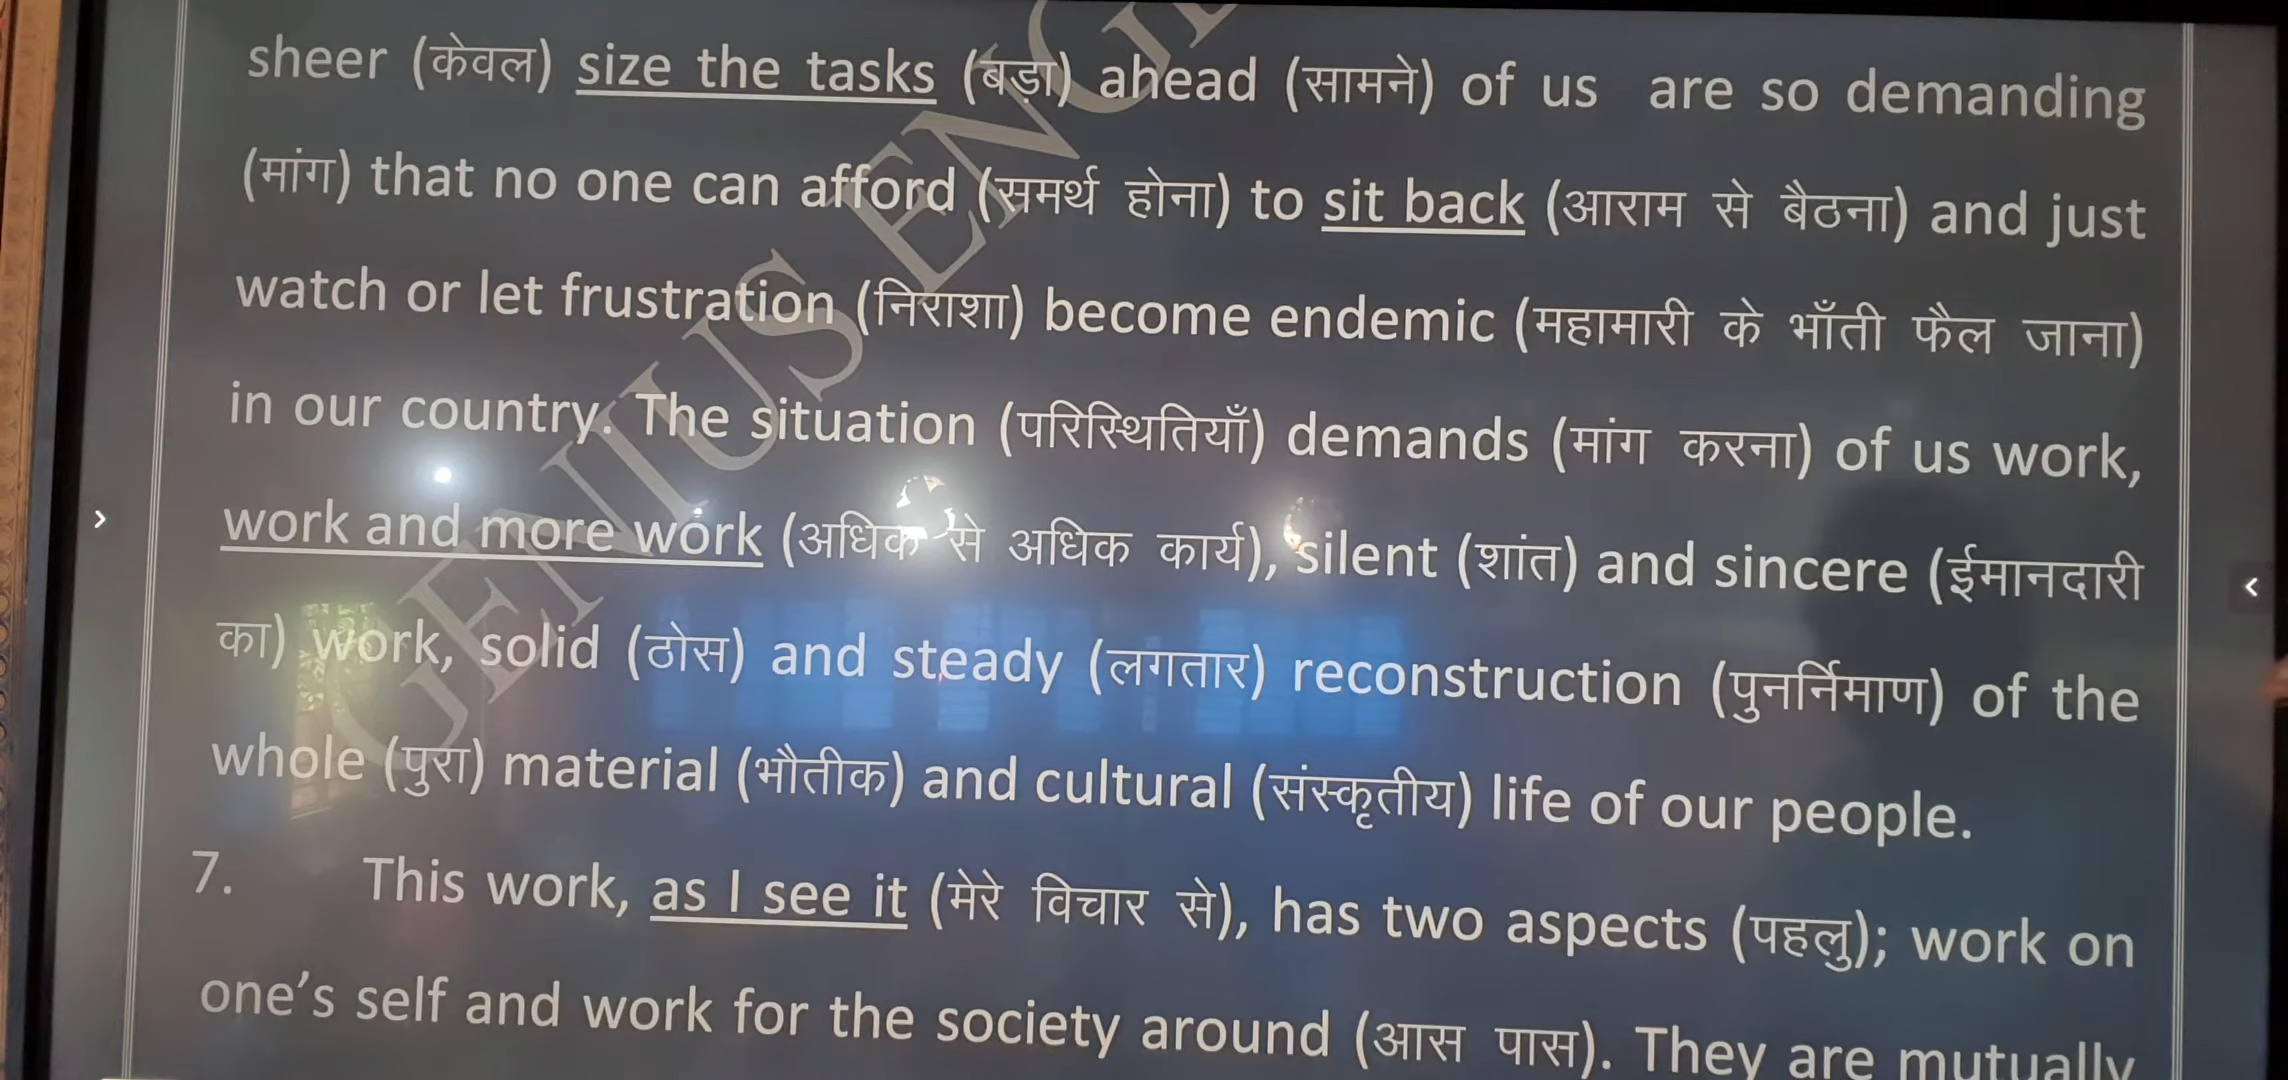 sheer (केवल) size the tasks (बड़ा) ahead (सामने) of us are so demanding
(मांग) that no one can afford (समर्थ होना) to sit back (आराम से बैठना) and just
watch or let frustration (निराशा) become endemic (महामारी के भाँती फैल जाना)
in our country. The situation (परिस्थितियाँ) demands (मांग करना) of us work,
work and more work (अधिक से अधिक कार्य), silent (शांत) and sincere (ईमानदारी
का) work, solid (ठोस) and steady (लगतार) reconstruction (पुनर्निमाण) of the
whole (पुरा) material (भौतीक) and cultural (संस्कृतीय) life of our people.
7. This work, as I see it (मेरे विचार से), has two aspects (पहलु); work on
one's self and work for the society around (आस पास). They are mutually
GENIUS ENG